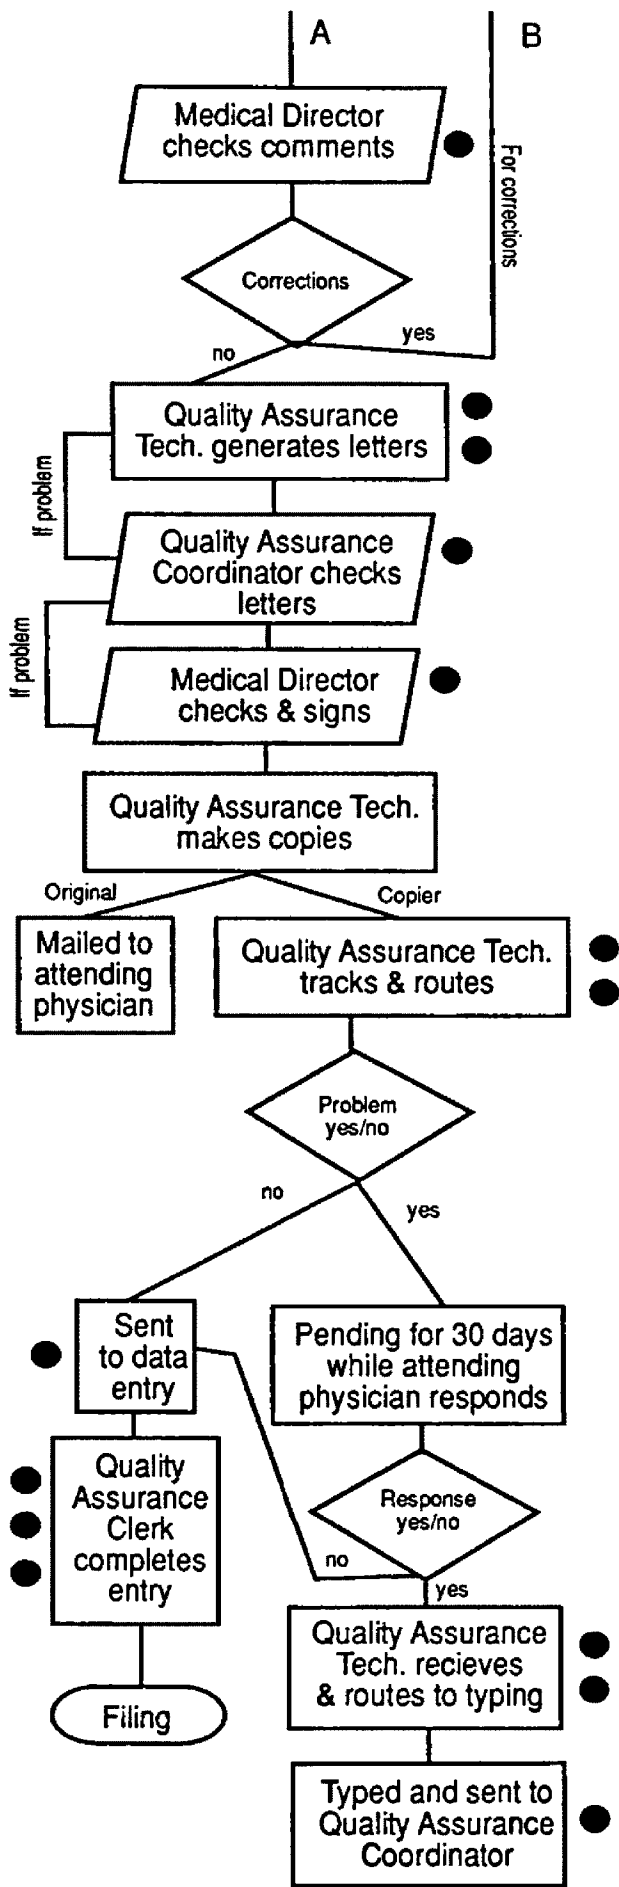 A
B
Medical Director
checks comments
For corrections
Corrections
no
yes
Quality Assurance
Tech. generates letters
If problem
Quality Assurance
Coordinator checks
letters
If problem
Medical Director
checks & signs
Quality Assurance Tech.
makes copies
Original
Copier
Mailed to
attending
physician
Quality Assurance Tech.
tracks & routes
Problem
yes/no
no
yes
Sent
to data
entry
Pending for 30 days
while attending
physician responds
Quality
Assurance
Clerk
completes
entry
Response
yes/no
no
yes
Quality Assurance
Tech. recieves
& routes to typing
Filing
Typed and sent to
Quality Assurance
Coordinator